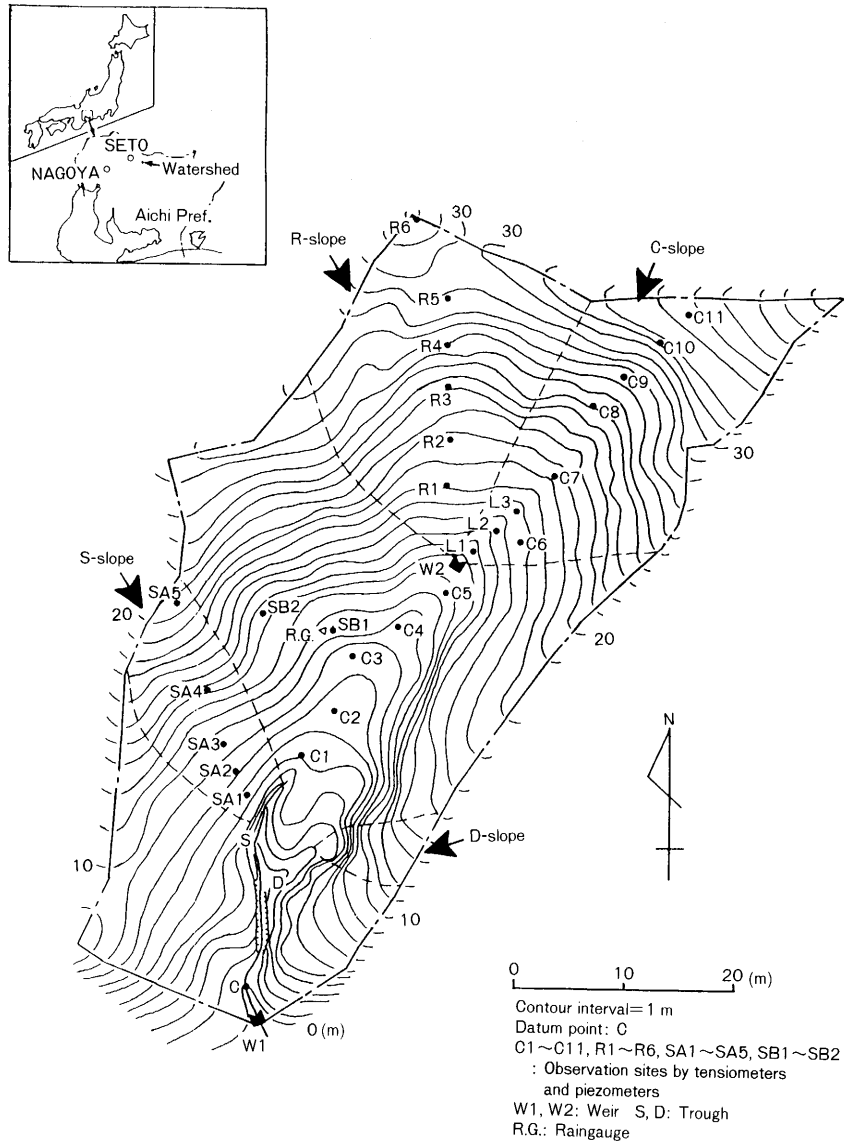 SETO
NAGOYA
Watershed
Aichi Pref.
R6
30
30
R-slope
C-slope
R5
C11
R4
C10
C9
R3
C8
R2
30
C7
R1
L3
L2
L1
C6
W2
S-slope
SA5
20
SB2
C5
R.G.
SB1
C4
20
C3
SA4
C2
N
SA3
C1
SA2
SA1
S
D-slope
10
D
10
C
0 (m)
W1
0 10 20 (m)
Contour interval=1 m
Datum point: C
C1~C11, R1~R6, SA1~SA5, SB1~SB2
: Observation sites by tensiometers
and piezometers
W1, W2: Weir S, D: Trough
R.G.: Raingauge